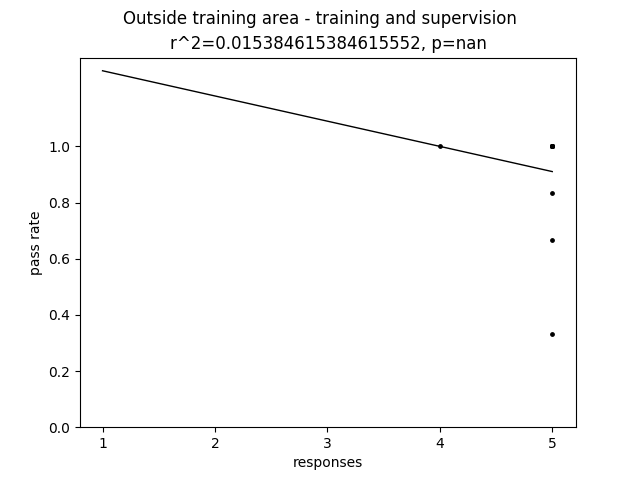 Outside training area - training and supervision
r^2=0.015384615384615552, p=nan
pass rate
1.0
0.8
0.6
0.4
0.2
0.0
1 2 3 4 5
responses